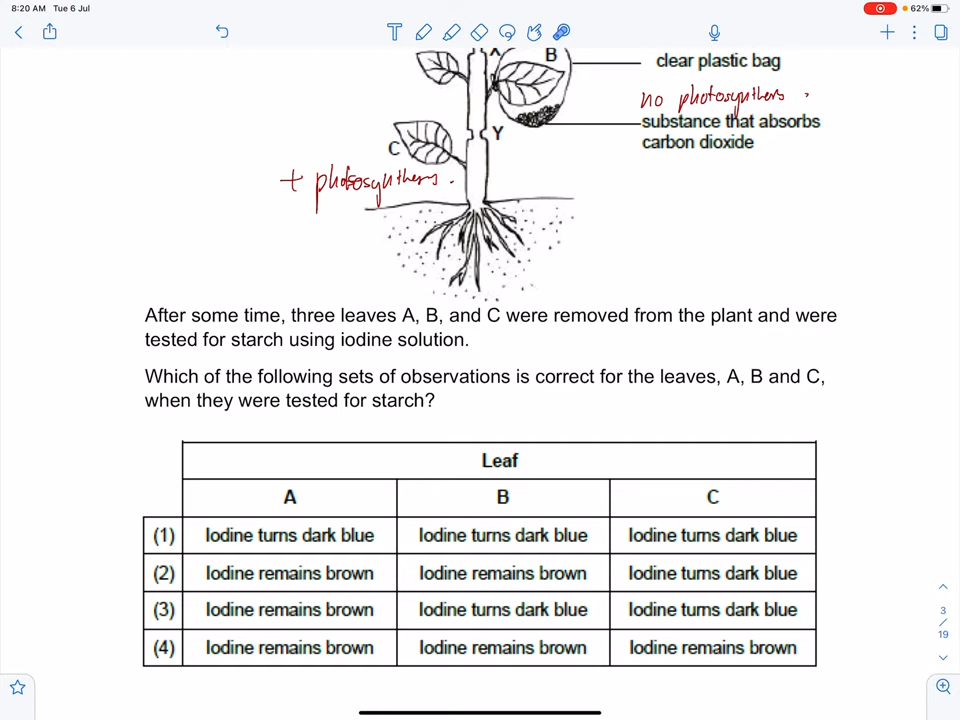 8:20 AM Tue 6 Jul
62%
X
B
clear plastic bag
no photosynthesis .
substance that absorbs
carbon dioxide
Y
C
+ photosynthesis .
After some time, three leaves A, B, and C were removed from the plant and were
tested for starch using iodine solution.
Which of the following sets of observations is correct for the leaves, A, B and C,
when they were tested for starch?
Leaf
A B C
(1) Iodine turns dark blue Iodine turns dark blue Iodine turns dark blue
(2) Iodine remains brown Iodine remains brown Iodine turns dark blue
(3) Iodine remains brown Iodine turns dark blue Iodine turns dark blue
(4) Iodine remains brown Iodine remains brown Iodine remains brown
3
/
19